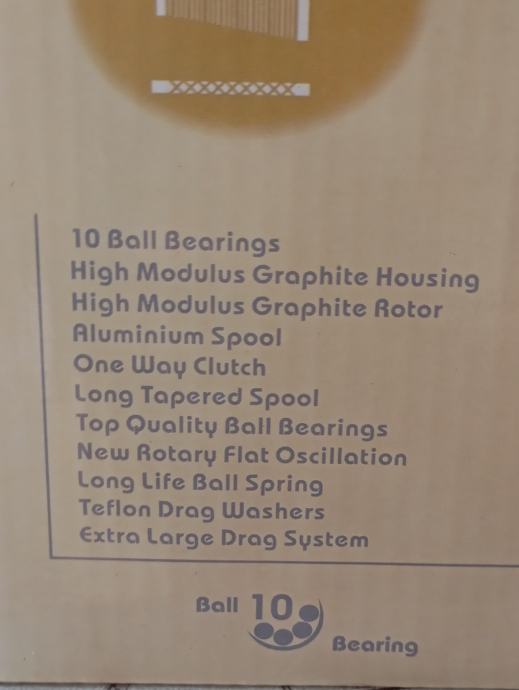 10 Ball Bearings
High Modulus Graphite Housing
High Modulus Graphite Rotor
Aluminium Spool
One Way Clutch
Long Tapered Spool
Top Quality Ball Bearings
New Rotary Flat Oscillation
Long Life Ball Spring
Teflon Drag Washers
Extra Large Drag System
Ball 10
Bearing